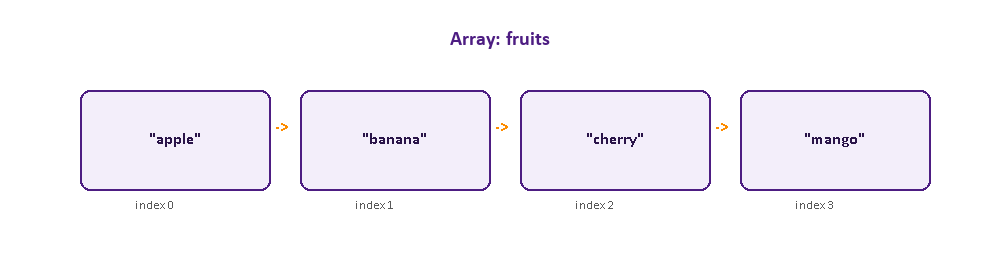 Array: fruits
"apple" -> "banana" -> "cherry" -> "mango"
index 0 index 1 index 2 index 3